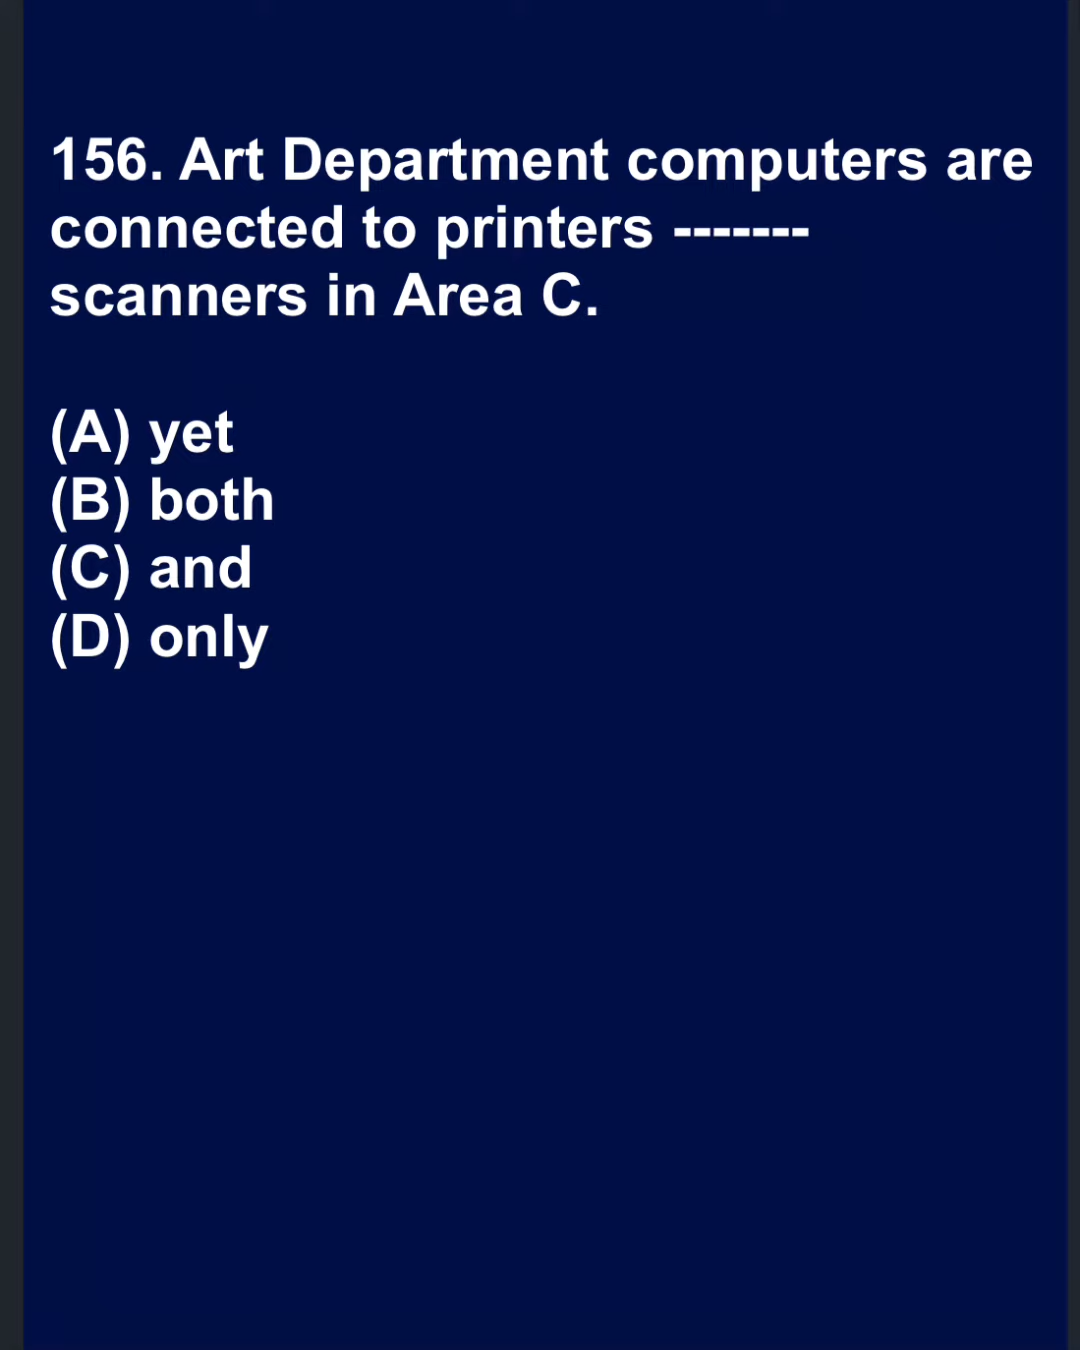 156. Art Department computers are
connected to printers -------
scanners in Area C.
(A) yet
(B) both
(C) and
(D) only